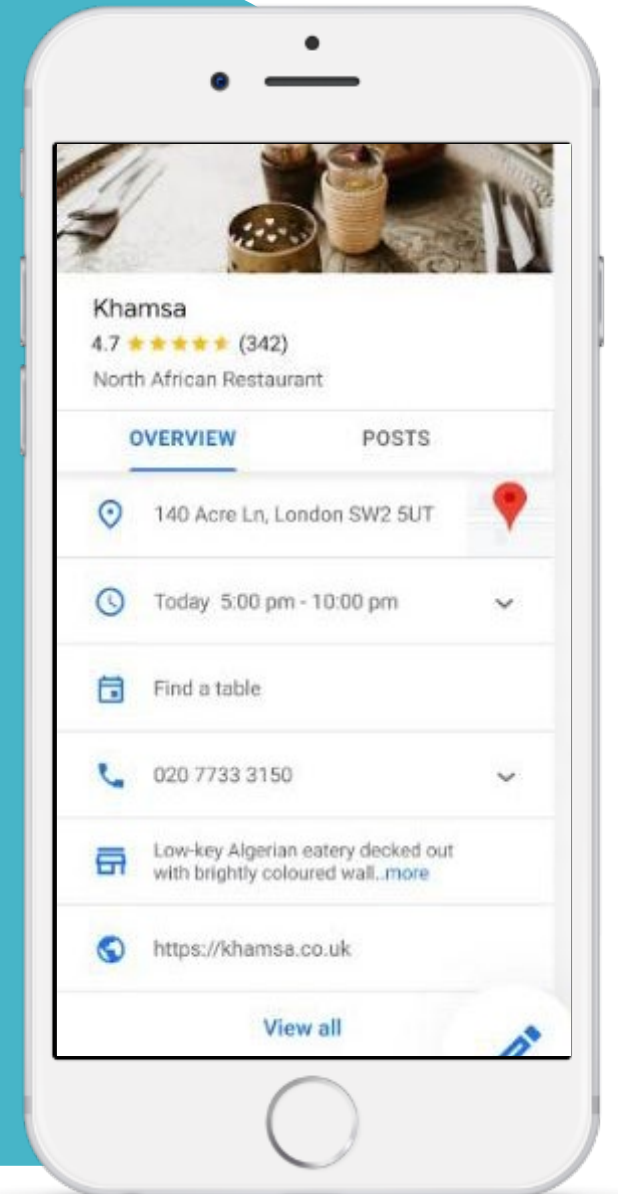 Khamsa
4.7 (342)
North African Restaurant
OVERVIEW POSTS
140 Acre Ln, London SW2 5UT
Today 5:00 pm - 10:00 pm
Find a table
020 7733 3150
Low-key Algerian eatery decked out
with brightly coloured wall...more
https://khamsa.co.uk
View all